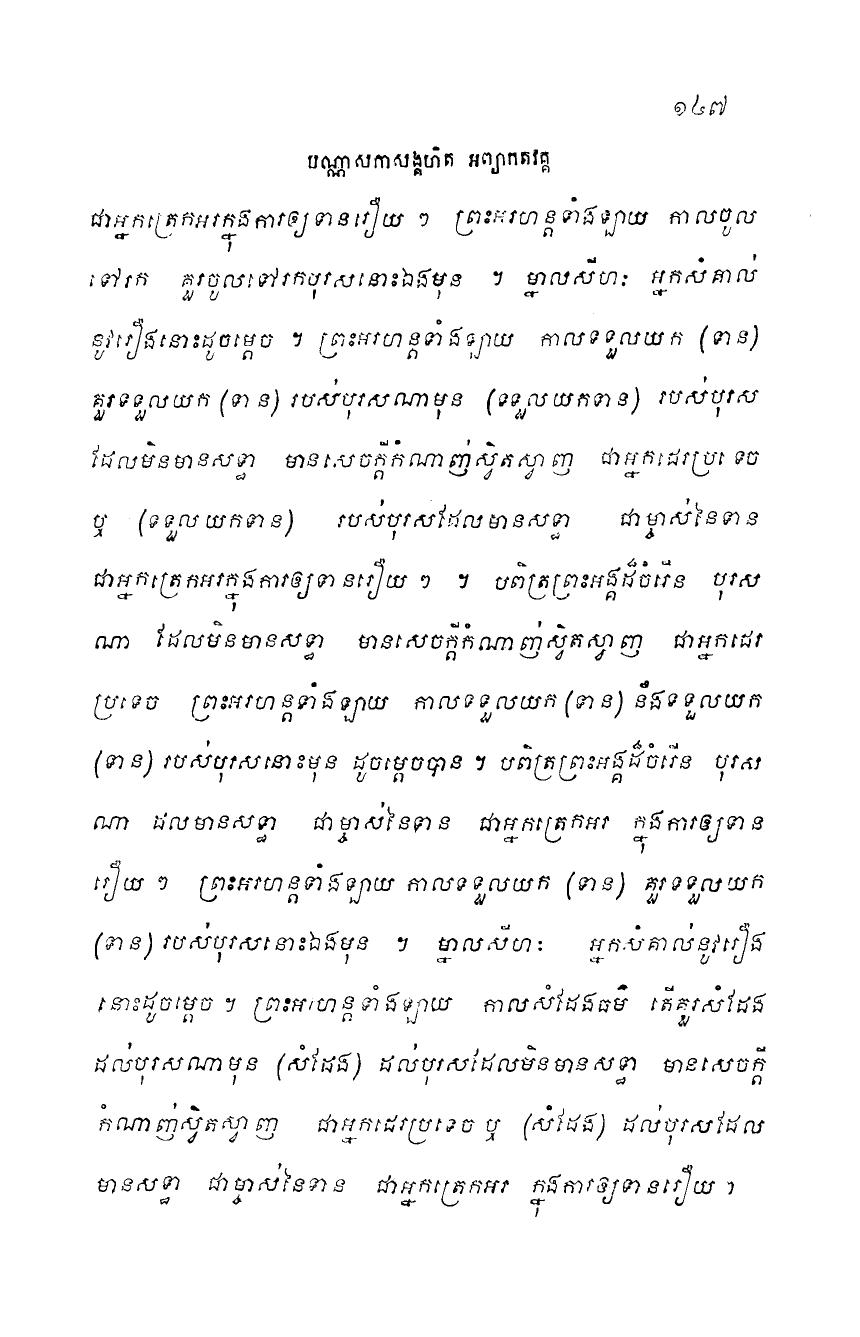 ១៤៧
បណ្ណាសកាសង្គហិត អព្យាកតវគ្គ
ជាអ្នកត្រេកអរក្នុងការឲ្យទានរឿយ ៗ ព្រះអរហន្តទាំងឡាយ កាលចូល
ទៅរក គួរចូលទៅរកបុរសនោះឯងមុន ។ ម្នាលសីហៈ អ្នកសំគាល់
នូវរឿងនោះដូចម្តេច ។ ព្រះអរហន្តទាំងឡាយ កាលទទួលយក (ទាន)
គួរទទួលយក (ទាន) របស់បុរសណាមុន (ទទួលយកទាន) របស់បុរស
ដែលមិនមានសទ្ធា មានសេចក្តីកំណាញ់ស្វិតស្វាញ ជាអ្នកដេរប្រទេច
ឬ (ទទួលយកទាន) របស់បុរសដែលមានសទ្ធា ជាម្ចាស់នៃទាន
ជាអ្នកត្រេកអរក្នុងការឲ្យទានរឿយ ៗ ។ បពិត្រព្រះអង្គដ៏ចំរើន បុរស
ណា ដែលមិនមានសទ្ធា មានសេចក្តីកំណាញ់ស្វិតស្វាញ ជាអ្នកដេរ
ប្រទេច ព្រះអរហន្តទាំងឡាយ កាលទទួលយក (ទាន) នឹងទទួលយក
(ទាន) របស់បុរសនោះមុន ដូចម្តេចបាន ។ បពិត្រព្រះអង្គដ៏ចំរើន បុរស
ណា ដលមានសទ្ធា ជាម្ចាស់នៃទាន ជាអ្នកត្រេកអរ ក្នុងការឲ្យទាន
រឿយ ៗ ព្រះអរហន្តទាំងឡាយ កាលទទួលយក (ទាន) គួរទទួលយក
(ទាន) របស់បុរសនោះឯងមុន ។ ម្នាលសីហៈ អ្នកសំគាល់នូវរឿង
នោះដូចម្តេច ។ ព្រះអរហន្តទាំងឡាយ កាលសំដែងធម៌ តើគួរសំដែង
ដល់បុរសណាមុន (សំដែង) ដល់បុរសដែលមិនមានសទ្ធា មានសេចក្តី
កំណាញ់ស្វិតស្វាញ ជាអ្នកដេរប្រទេច ឬ (សំដែង) ដល់បុរសដែល
មានសទ្ធា ជាម្ចាស់នៃទាន ជាអ្នកត្រេកអរ ក្នុងការឲ្យទានរឿយ ៗ